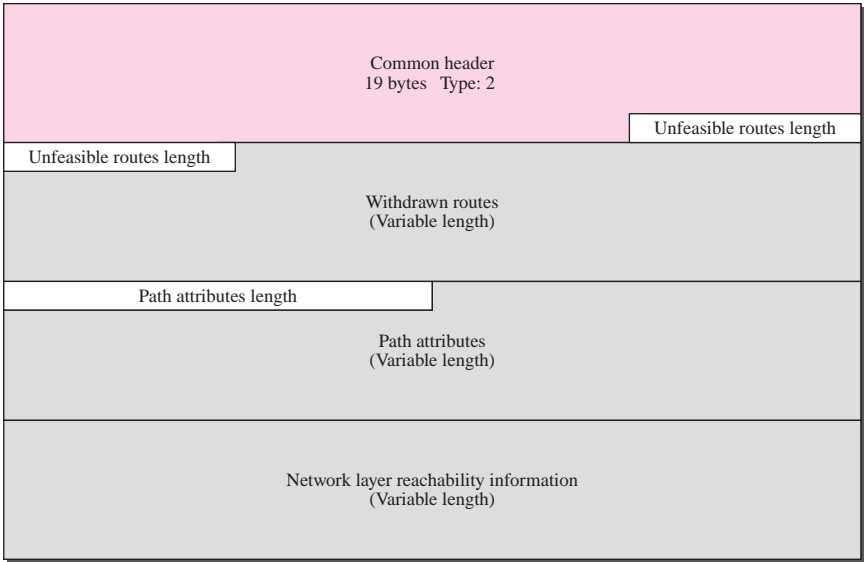 Common header
19 bytes Type: 2
Unfeasible routes length
Unfeasible routes length
Withdrawn routes
(Variable length)
Path attributes length
Path attributes
(Variable length)
Network layer reachability information
(Variable length)